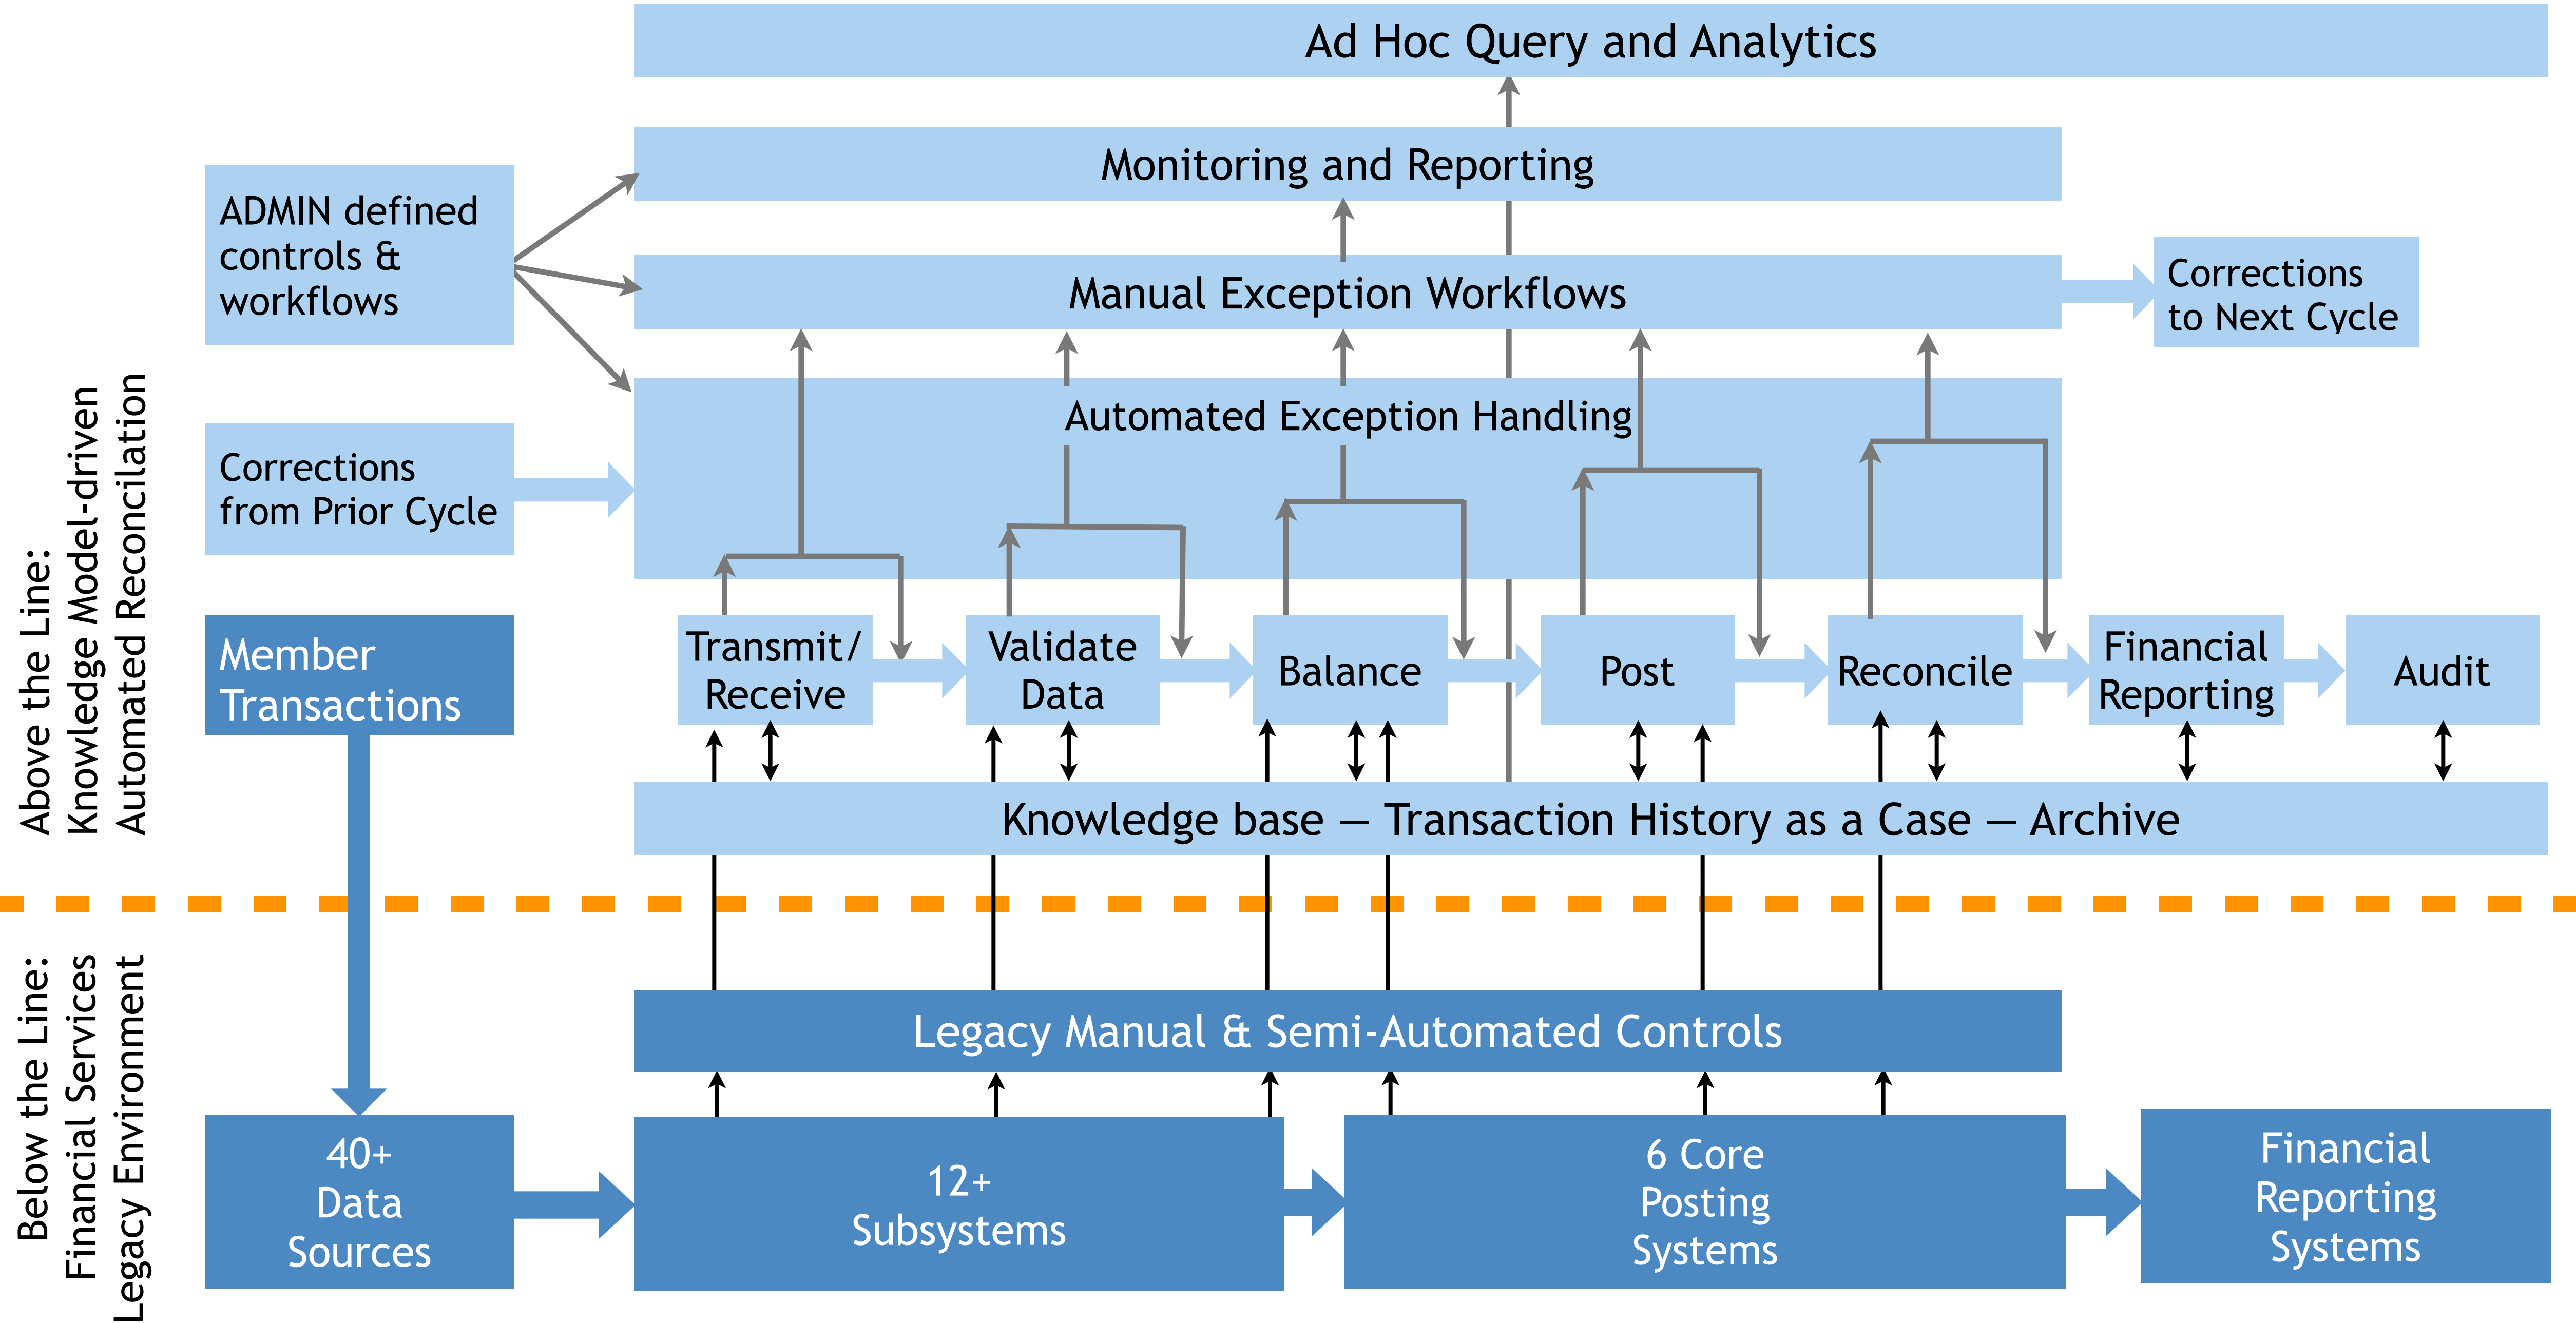 Ad Hoc Query and Analytics
Monitoring and Reporting
ADMIN defined
controls &
workflows
Manual Exception Workflows
Corrections
to Next Cycle
Automated Exception Handling
Corrections
from Prior Cycle
Above the Line:
Knowledge Model-driven
Automated Reconcilation
Member
Transactions
Transmit/
Receive
Validate
Data
Balance
Post
Reconcile
Financial
Reporting
Audit
Knowledge base — Transaction History as a Case — Archive
Below the Line:
Financial Services
Legacy Environment
Legacy Manual & Semi-Automated Controls
40+
Data
Sources
12+
Subsystems
6 Core
Posting
Systems
Financial
Reporting
Systems